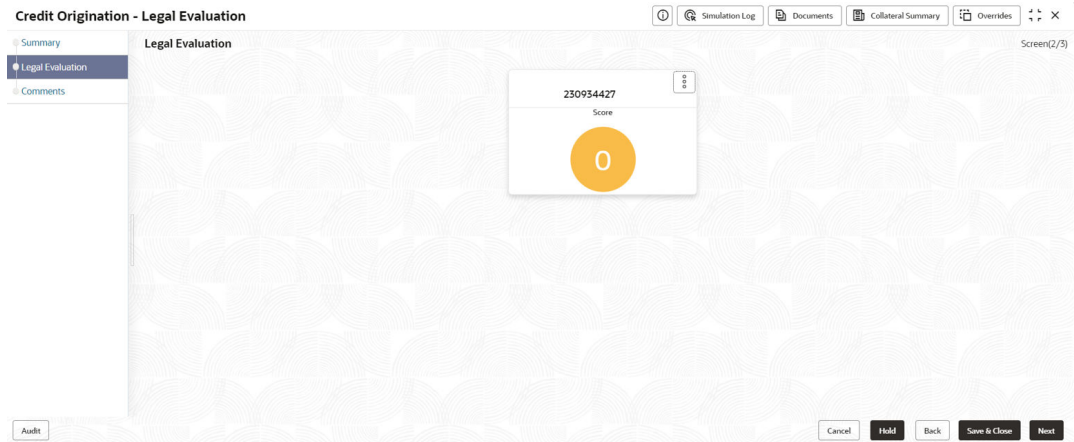 Credit Origination - Legal Evaluation
Simulation Log
Documents
Collateral Summary
Overrides
Summary
Legal Evaluation
Comments
Legal Evaluation
Screen(2/3)
230934427
Score
0
Audit
Cancel
Hold
Back
Save & Close
Next